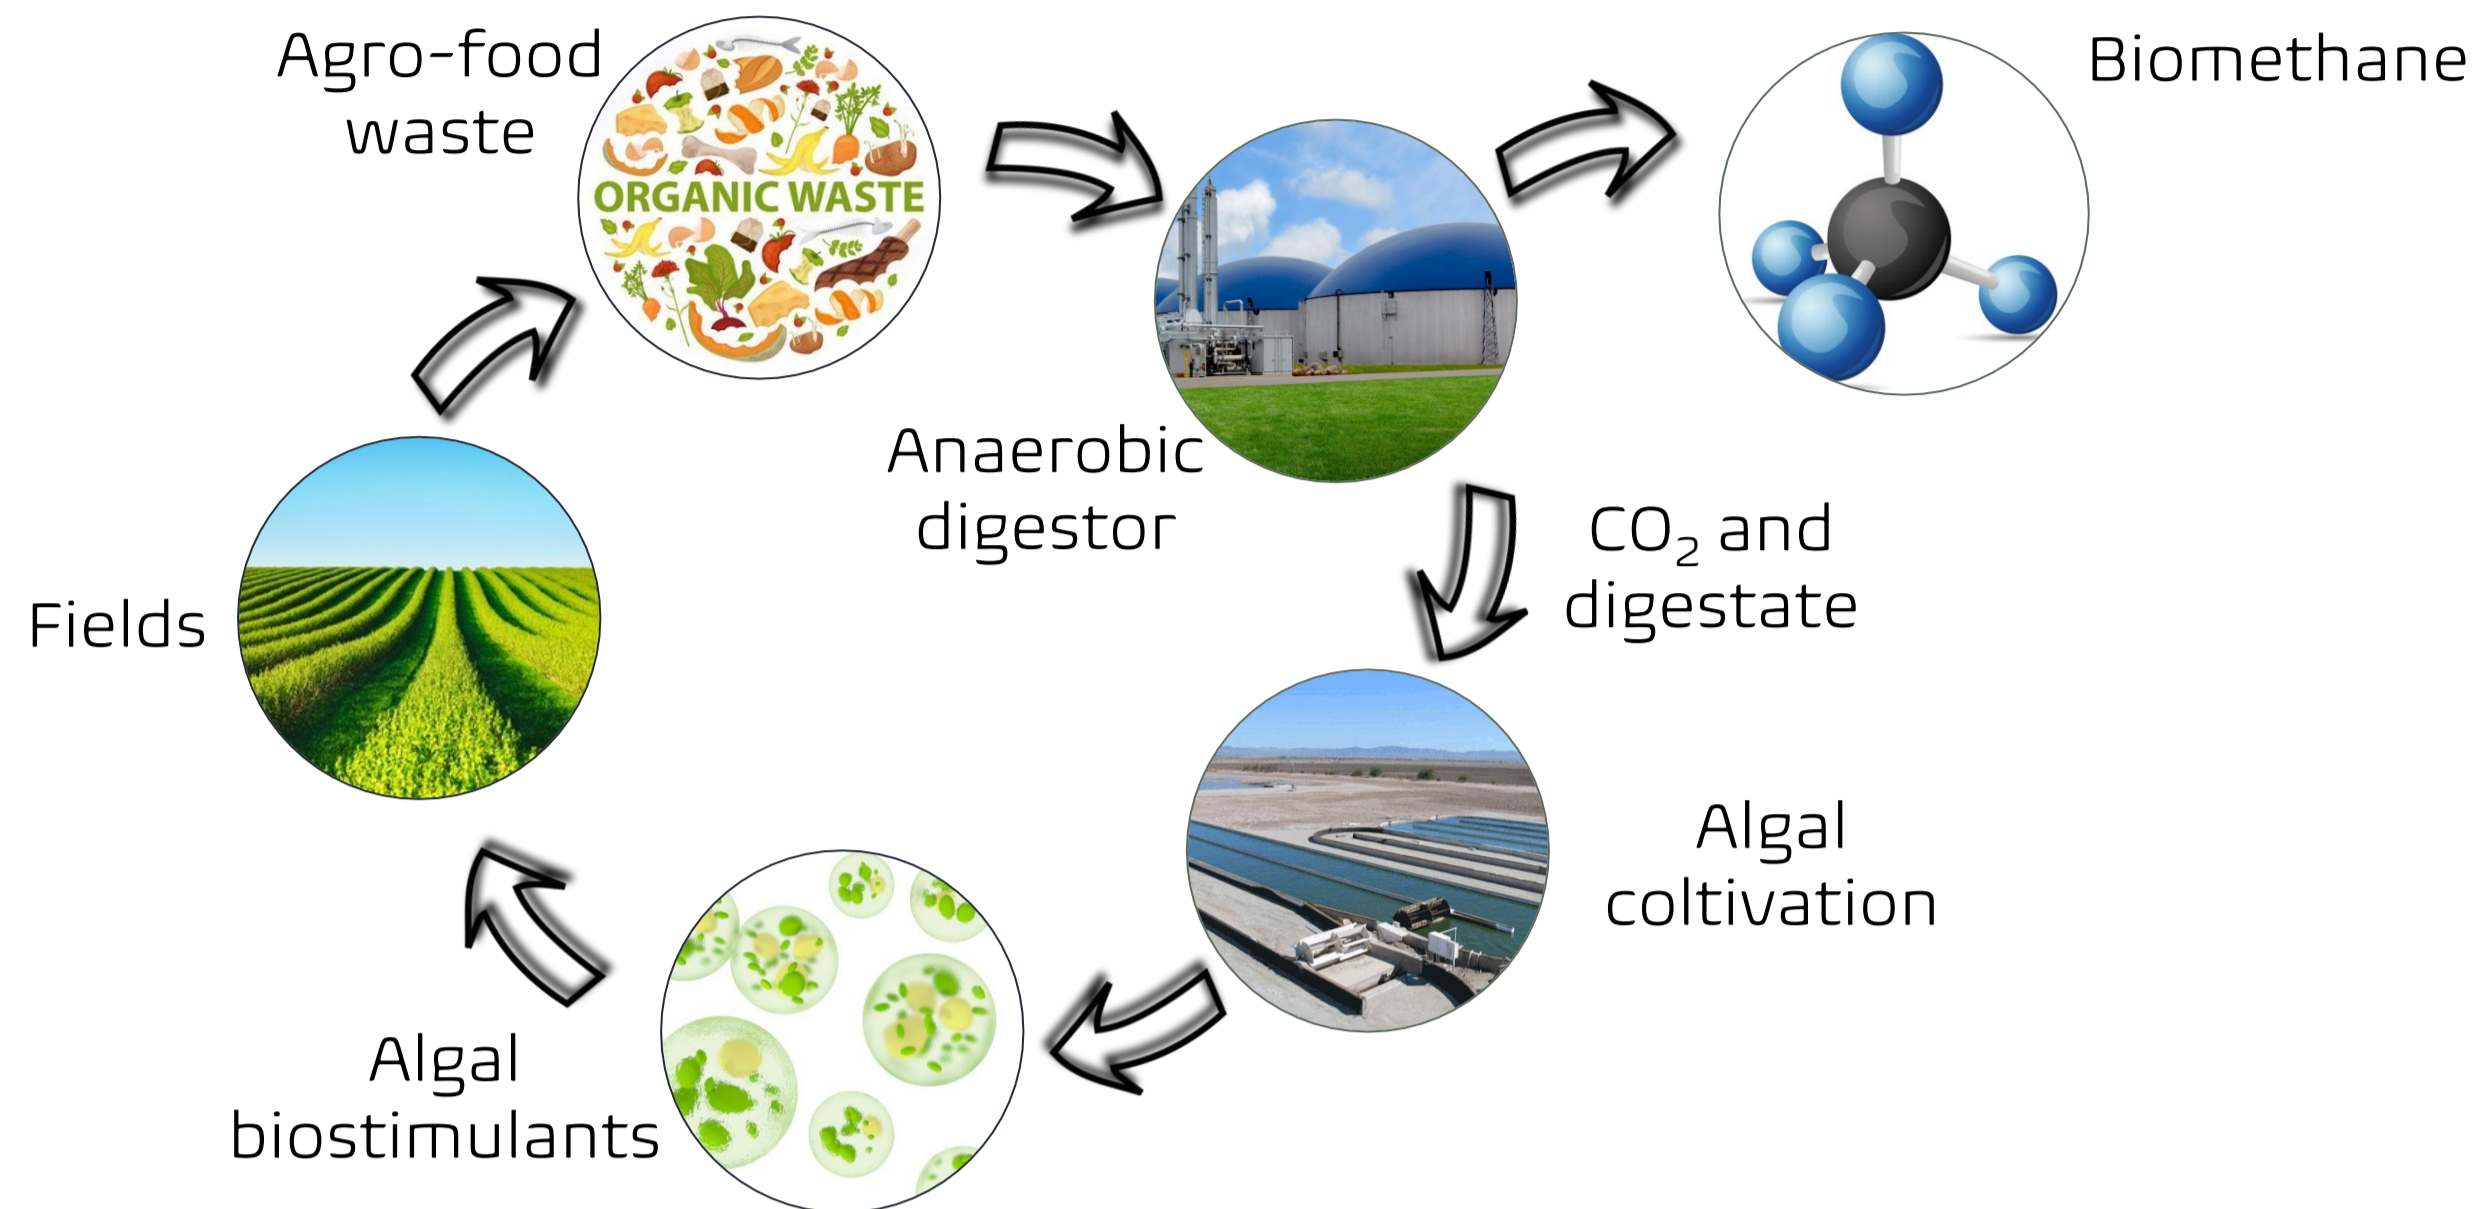 Agro-food
waste
ORGANIC WASTE
Biomethane
Anaerobic
digestor
CO₂ and
digestate
Fields
Algal
coltivation
Algal
biostimulants